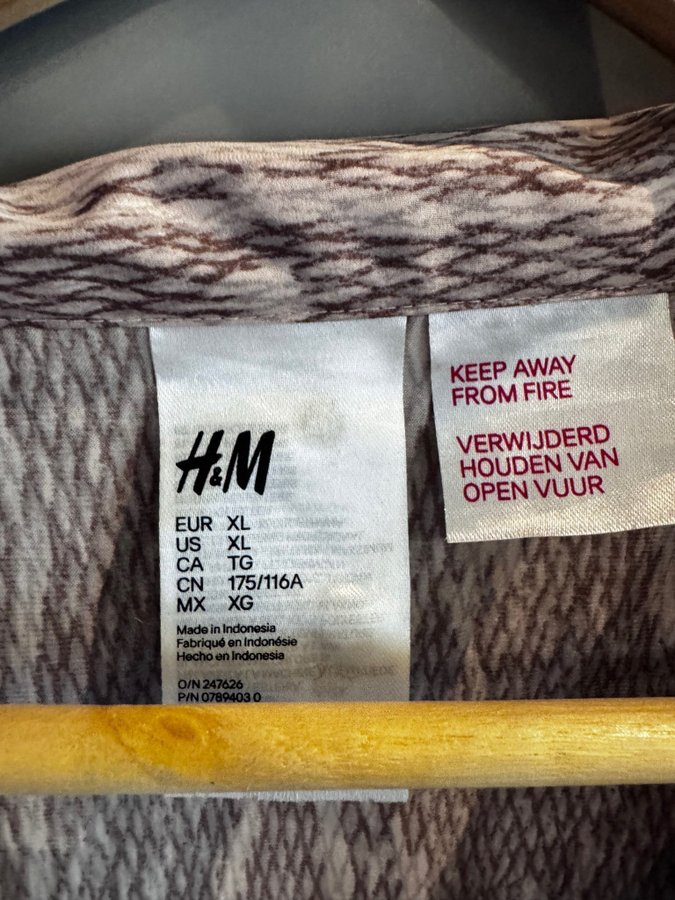 H&M
EUR XL
US XL
CA TG
CN 175/116A
MX XG
Made in Indonesia
Fabriqué en Indonésie
Hecho en Indonesia
O/N 247626
P/N 0789403 0
KEEP AWAY
FROM FIRE
VERWIJDERD
HOUDEN VAN
OPEN VUUR